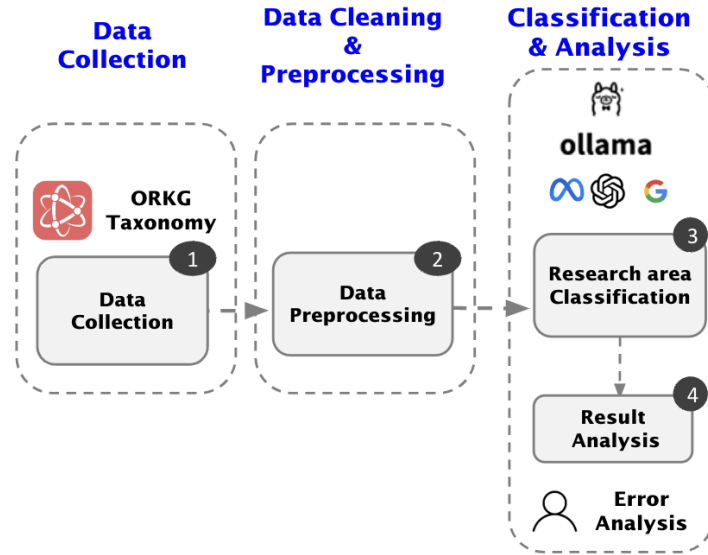 Data
Collection
Data Cleaning
&
Preprocessing
Classification
& Analysis
ORKG
Taxonomy
1
Data
Collection
2
Data
Preprocessing
ollama
3
Research area
Classification
4
Result
Analysis
Error
Analysis